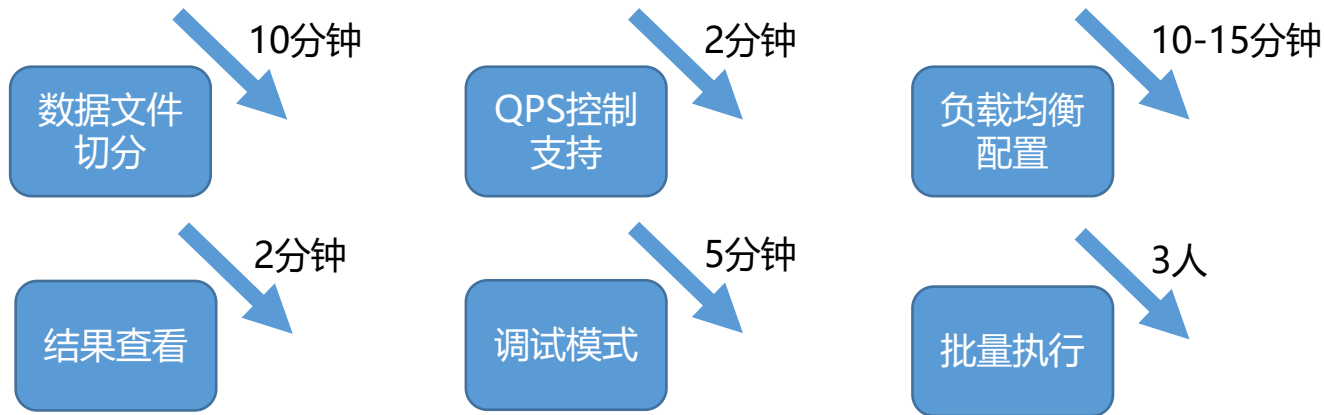 10分钟
数据文件
切分
2分钟
QPS控制
支持
10-15分钟
负载均衡
配置
2分钟
结果查看
5分钟
调试模式
3人
批量执行